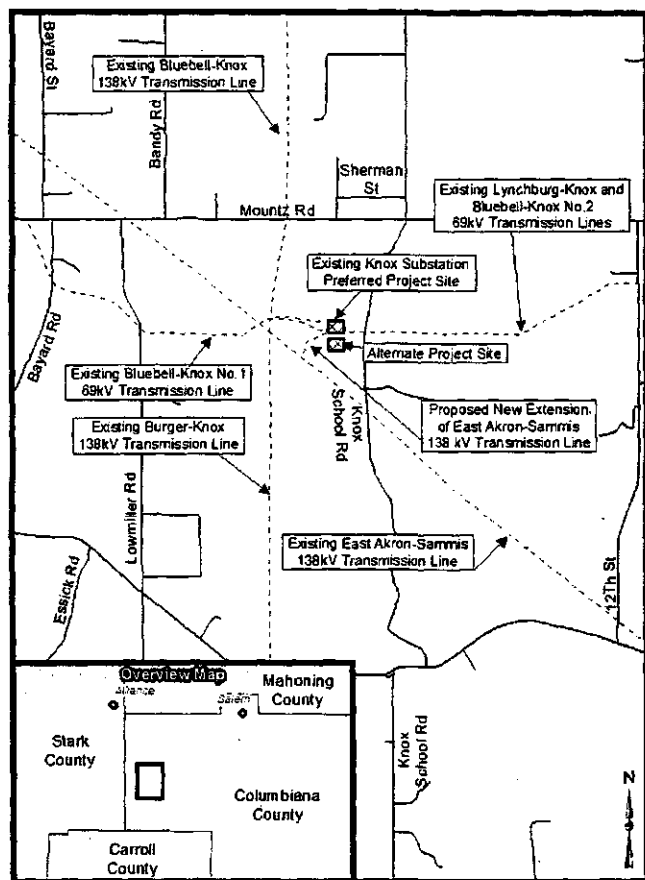 Bayard St
Existing Bluebell-Knox
138kV Transmission Line
Bandy Rd
Sherman
St
Existing Lynchburg-Knox and
Bluebell-Knox No.2
69kV Transmission Lines
Mountz Rd
Existing Knox Substation
Preferred Project Site
Bayard Rd
Alternate Project Site
Existing Bluebell-Knox No.1
69kV Transmission Line
Knox
School Rd
Proposed New Extension
of East Akron-Sammis
138 kV Transmission Line
Existing Burger-Knox
138kV Transmission Line
Lowmiller Rd
Existing East Akron-Sammis
138kV Transmission Line
Essick Rd
12Th St
Overview Map
Alliance
Salem
Mahoning
County
Stark
County
Columbiana
County
Carroll
County
Knox
School Rd
N